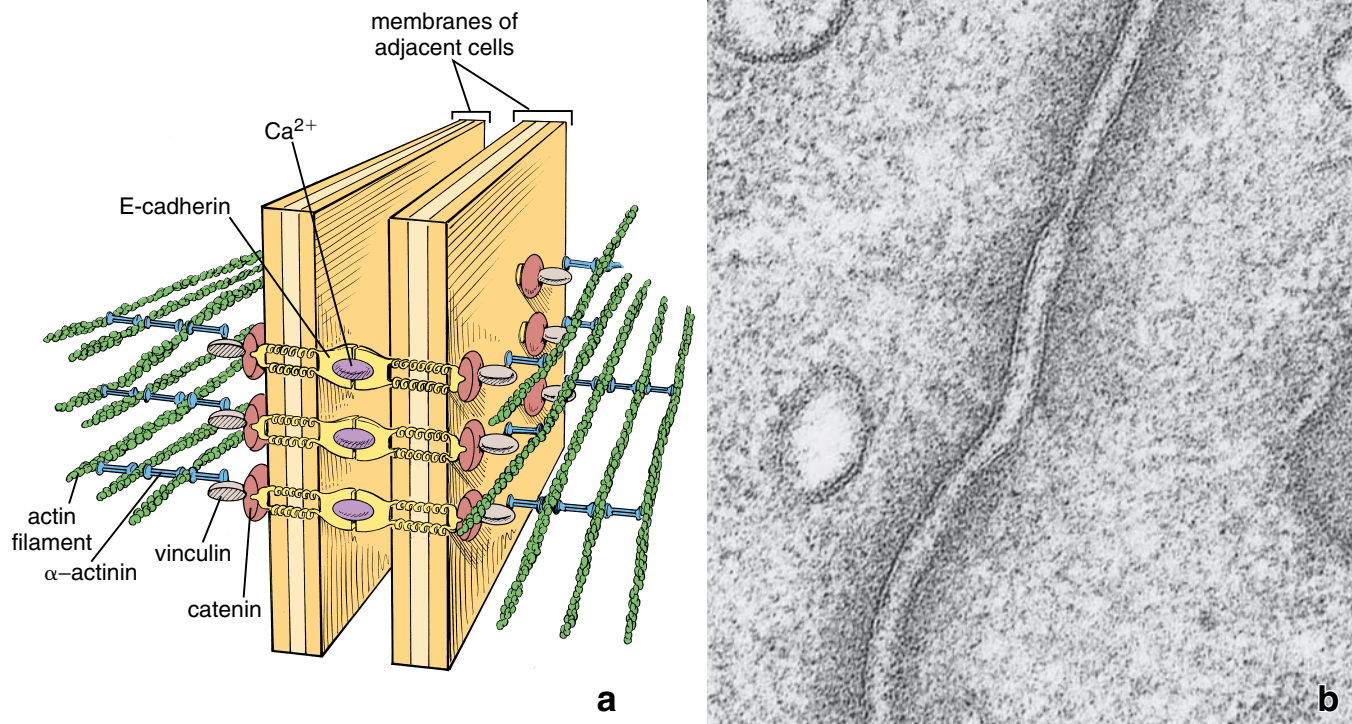 membranes of
adjacent cells
Ca²⁺
E-cadherin
actin
filament
α–actinin
vinculin
catenin
a
b